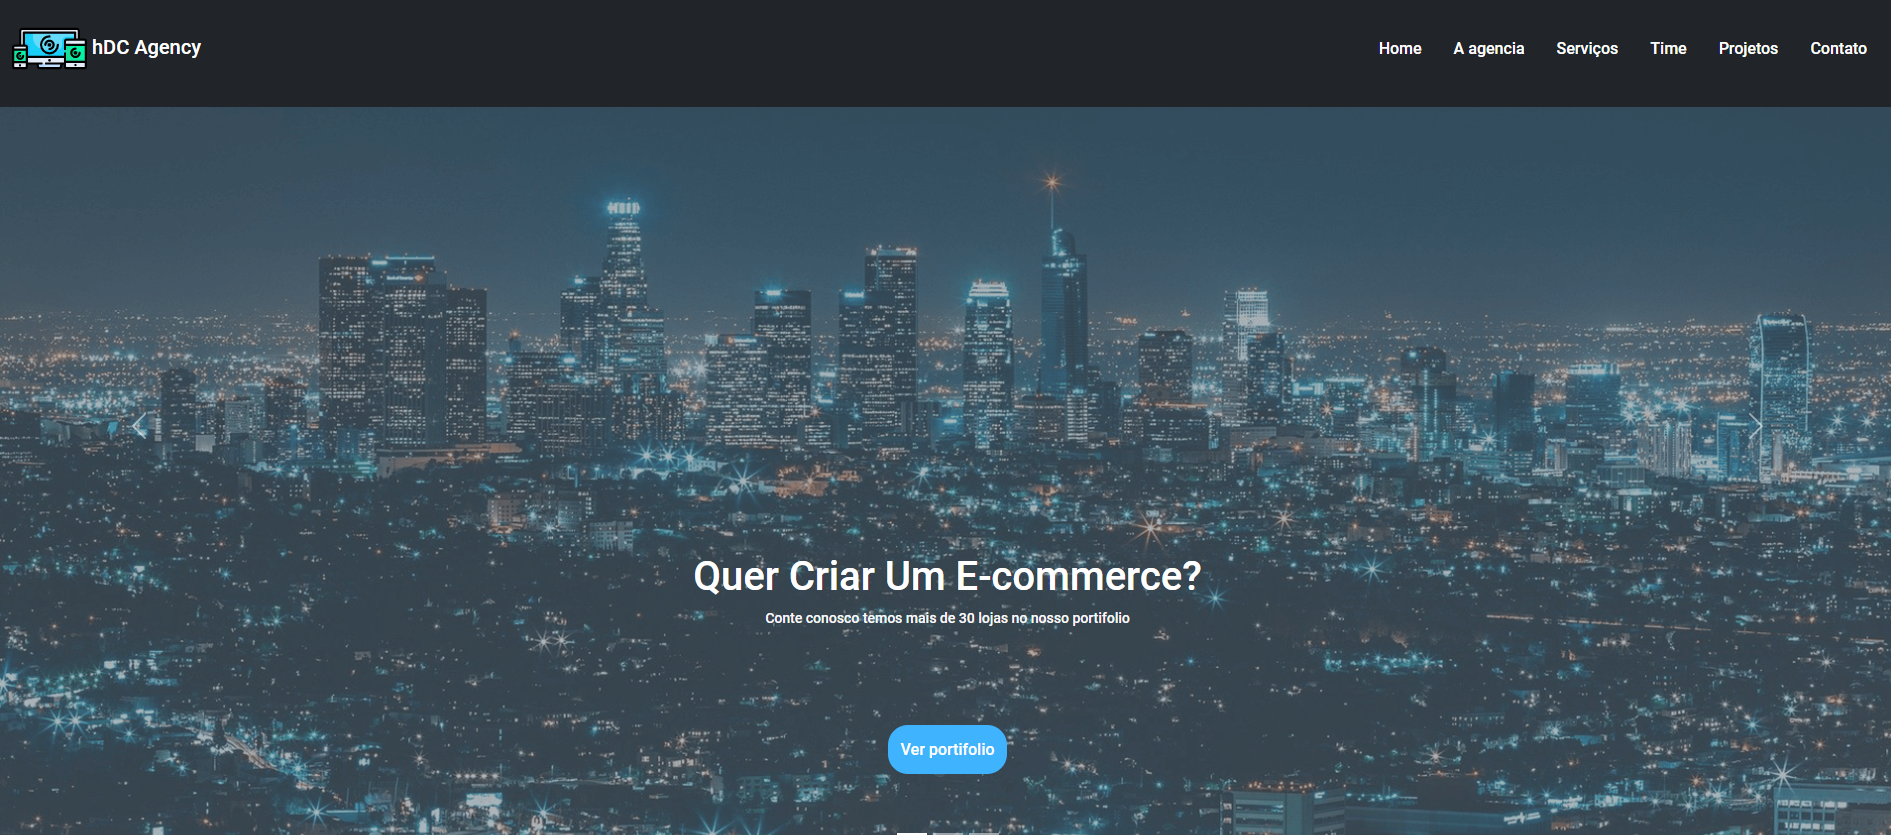 hDC Agency
Home
A agencia
Serviços
Time
Projetos
Contato
Quer Criar Um E-commerce?
Conte conosco temos mais de 30 lojas no nosso portifolio
Ver portifolio